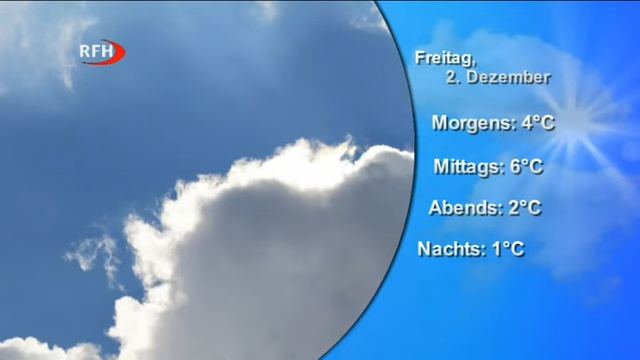 RFH
Freitag,
2. Dezember
Morgens: 4°C
Mittags: 6°C
Abends: 2°C
Nachts: 1°C